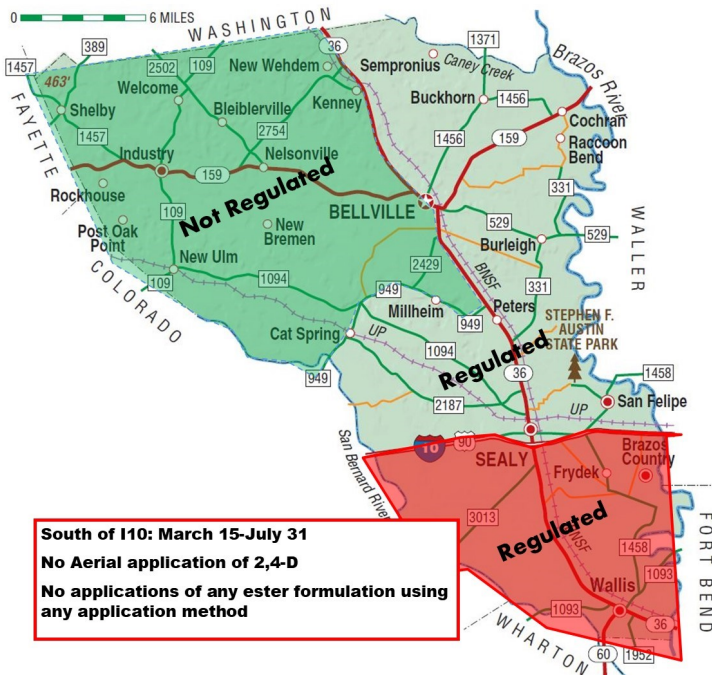 0 6 MILES
WASHINGTON
36
1371
389
1457
2502
109
New Wehdem
Sempronius
Caney Creek
Brazos River
463'
Welcome
Kenney
Buckhorn
1456
Shelby
Bleiblerville
Cochran
FAYETTE
1457
2754
1456
159
Raccoon
Bend
Industry
159
Nelsonville
Not Regulated
331
Rockhouse
109
BELLVILLE
WALLER
Post Oak
Point
New
Bremen
529
529
Burleigh
New Ulm
2429
BNSF
COLORADO
109
1094
949
331
Millheim
949
Peters
STEPHEN F.
AUSTIN
STATE PARK
Cat Spring
UP
1094
Regulated
36
949
1458
2187
UP
San Felipe
San Bernard River
10
90
SEALY
Brazos
Country
Frydek
3013
Regulated
BNSF
FORT BEND
South of I10: March 15-July 31
No Aerial application of 2,4-D
No applications of any ester formulation using
any application method
1458
1093
Wallis
1093
36
WHARTON
60
1952